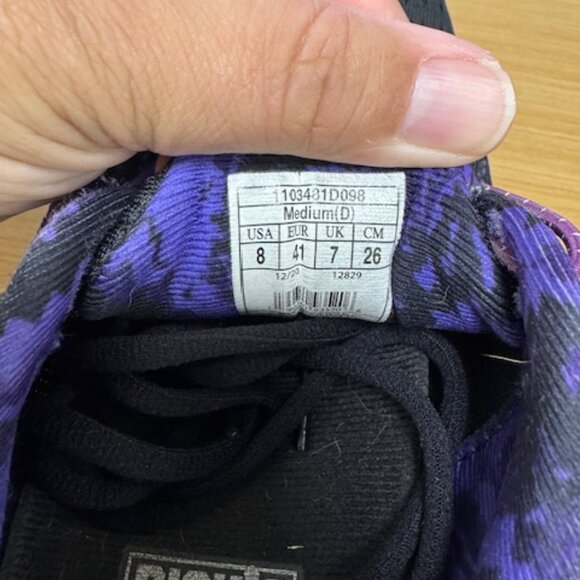 1103481D098
Medium(D)
USA EUR UK CM
8 41 7 26
12/20 12829